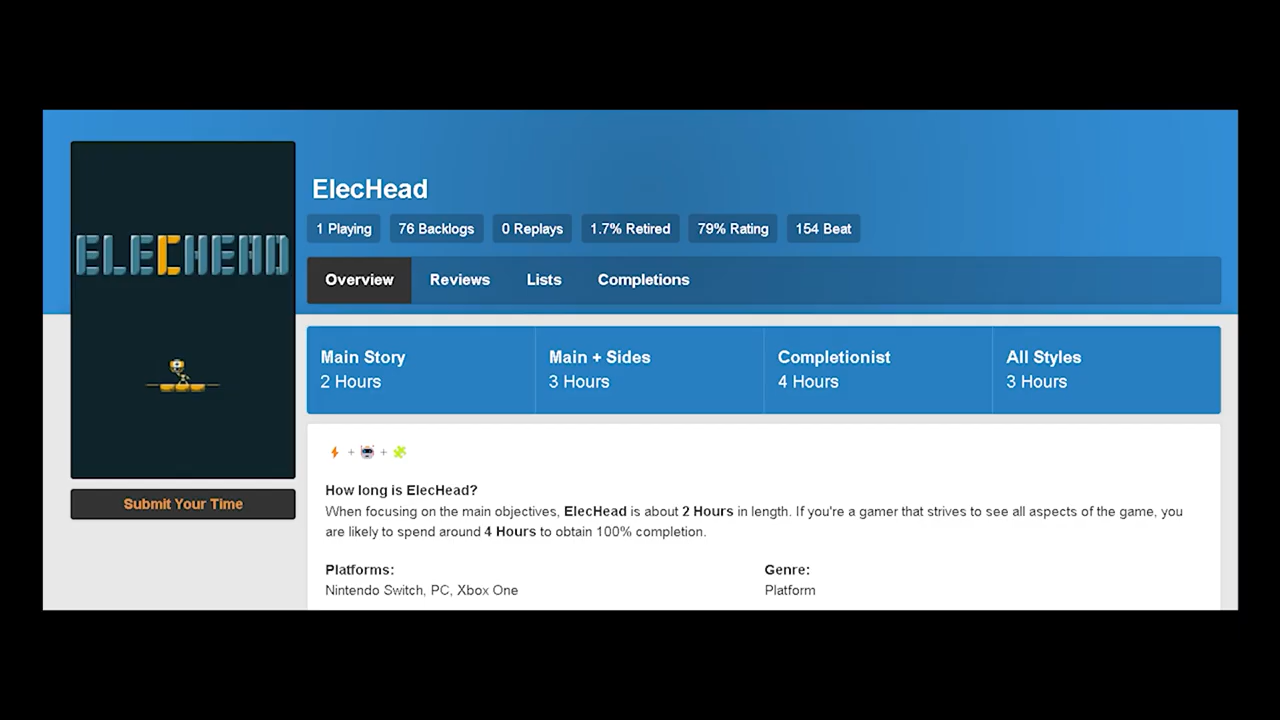 ELECHEAD
Submit Your Time
ElecHead
1 Playing 76 Backlogs 0 Replays 1.7% Retired 79% Rating 154 Beat
Overview Reviews Lists Completions
Main Story Main + Sides Completionist All Styles
2 Hours 3 Hours 4 Hours 3 Hours
+ +
How long is ElecHead?
When focusing on the main objectives, ElecHead is about 2 Hours in length. If you're a gamer that strives to see all aspects of the game, you
are likely to spend around 4 Hours to obtain 100% completion.
Platforms: Genre:
Nintendo Switch, PC, Xbox One Platform